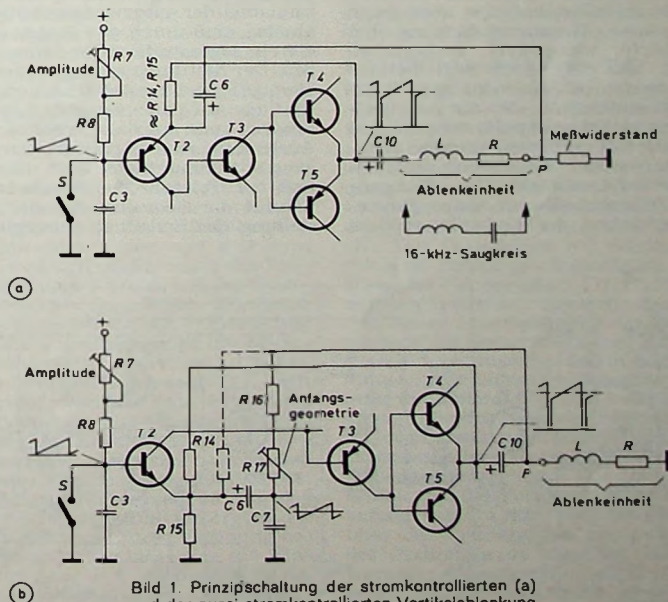 +
R7
Amplitude
R8
S
C3
≈ R14, R15
C6
+
T2
T3
T4
T5
C10
+
L
R
P
Meßwiderstand
Ablenkeinheit
16-kHz-Saugkreis
a
+
R7
Amplitude
R8
S
C3
T2
R14
R15
R16
Anfangs-
geometrie
R17
+
C6
C7
T3
T4
T5
C10
+
P
L
R
Ablenkeinheit
b
Bild 1. Prinzipschaltung der stromkontrollierten (a)
stromkontrollierten Vertikalablenkung